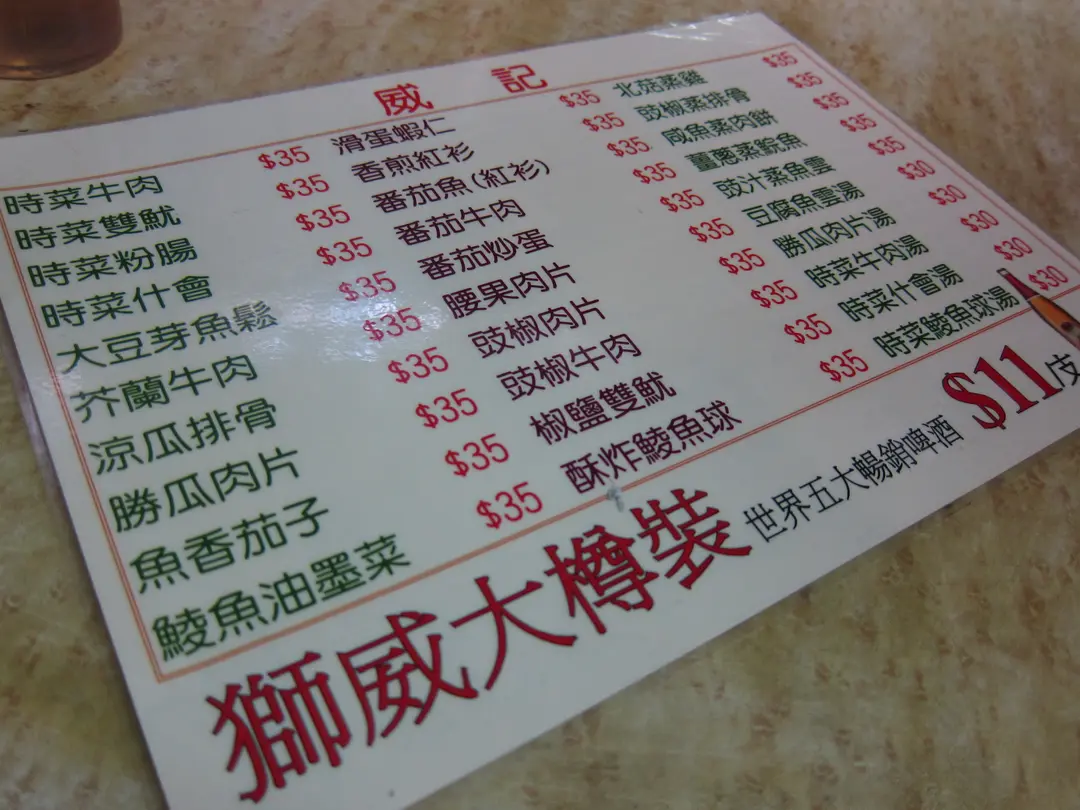 威記
時菜牛肉 $35
時菜雙魷 $35
時菜粉腸 $35
時菜什會 $35
大豆芽魚鬆 $35
芥蘭牛肉 $35
涼瓜排骨 $35
勝瓜肉片 $35
魚香茄子 $35
鯪魚油墨菜 $35
滑蛋蝦仁 $35
香煎紅衫 $35
番茄魚(紅衫) $35
番茄牛肉 $35
番茄炒蛋 $35
腰果肉片 $35
豉椒肉片 $35
豉椒牛肉 $35
椒鹽雙魷 $35
酥炸鯪魚球 $35
北菇蒸雞 $35
豉椒蒸排骨 $35
咸魚蒸肉餅 $35
薑蔥蒸鯇魚 $35
豉汁蒸魚雲 $35
豆腐魚雲湯 $30
勝瓜肉片湯 $30
時菜牛肉湯 $30
時菜什會湯 $30
時菜鯪魚球湯 $30
獅威大樽裝 世界五大暢銷啤酒 $11/支